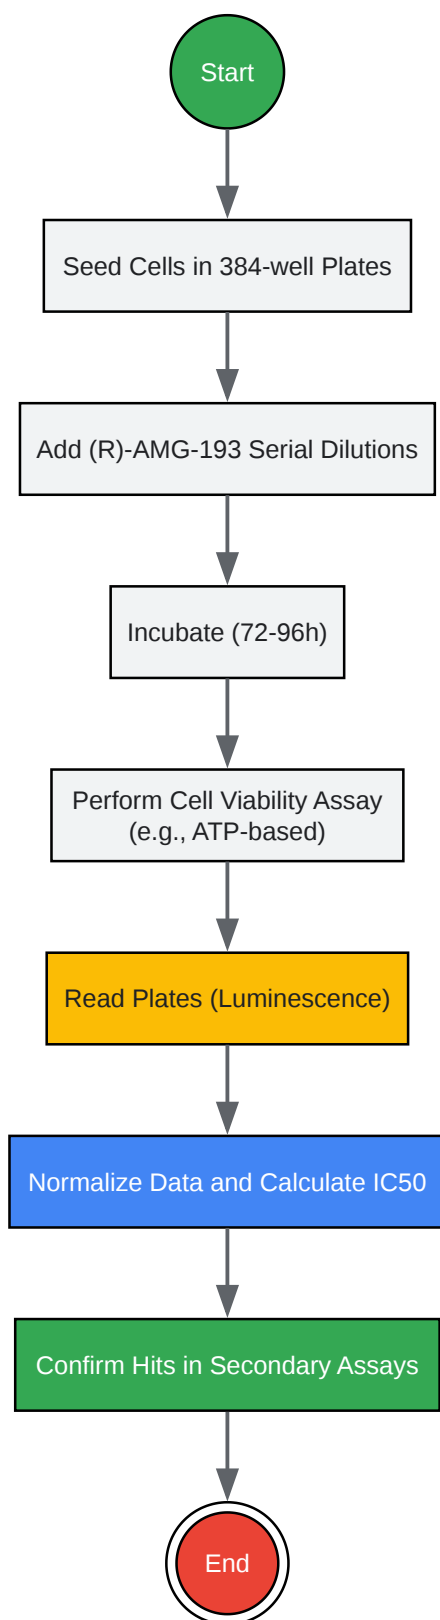 Start
Seed Cells in 384-well Plates
Add (R)-AMG-193 Serial Dilutions
Incubate (72-96h)
Perform Cell Viability Assay
(e.g., ATP-based)
Read Plates (Luminescence)
Normalize Data and Calculate IC50
Confirm Hits in Secondary Assays
End